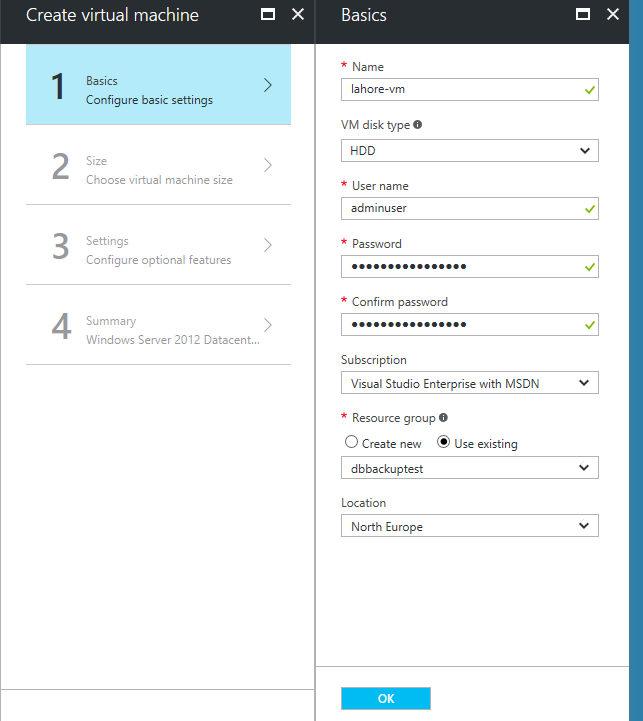 Create virtual machine
1
Basics
Configure basic settings
2
Size
Choose virtual machine size
3
Settings
Configure optional features
4
Summary
Windows Server 2012 Datacent...
Basics
* Name
lahore-vm
VM disk type
HDD
* User name
adminuser
* Password
••••••••••••••••
* Confirm password
••••••••••••••••
Subscription
Visual Studio Enterprise with MSDN
* Resource group
Create new Use existing
dbbackuptest
Location
North Europe
OK